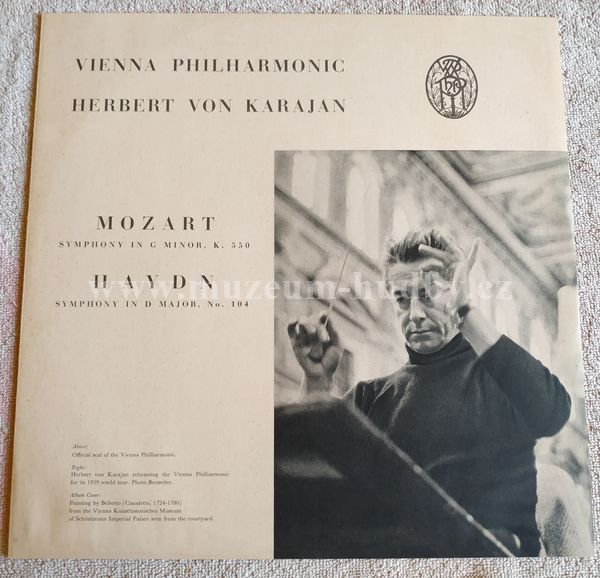 VIENNA PHILHARMONIC
HERBERT VON KARAJAN
MOZART
SYMPHONY IN G MINOR, K. 550
HAYDN
SYMPHONY IN D MAJOR, No. 104
www.muzeum-hudby.cz
Above:
Official seal of the Vienna Philharmonic.
Right:
Herbert von Karajan rehearsing the Vienna Philharmonic
for its 1959 world tour. Photo: Broneder.
Album Cover:
Painting by Bellotto (Canaletto, 1724-1780)
from the Vienna Kunsthistorisches Museum
of Schönbrunn Imperial Palace seen from the courtyard.